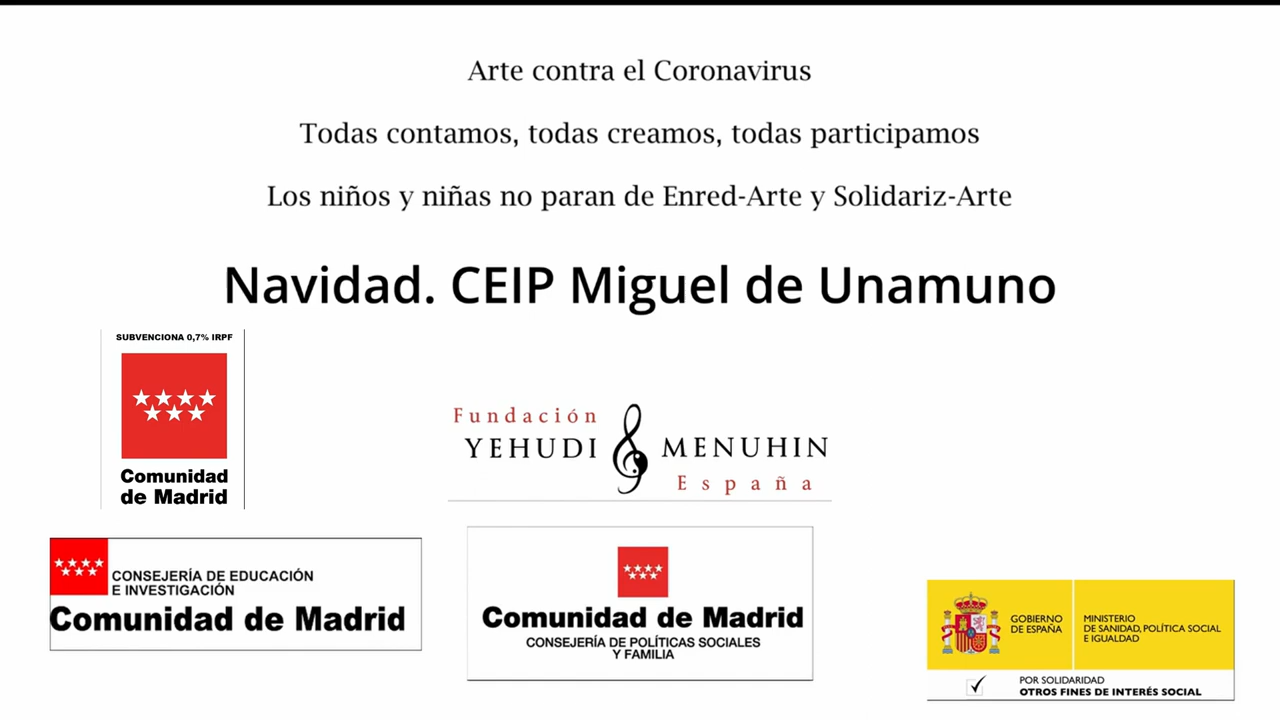 Arte contra el Coronavirus
Todas contamos, todas creamos, todas participamos
Los niños y niñas no paran de Enred-Arte y Solidariz-Arte
Navidad. CEIP Miguel de Unamuno
SUBVENCIONA 0,7% IRPF
Comunidad
de Madrid
Fundación
YEHUDI MENUHIN
España
CONSEJERÍA DE EDUCACIÓN
E INVESTIGACIÓN
Comunidad de Madrid
Comunidad de Madrid
CONSEJERÍA DE POLÍTICAS SOCIALES
Y FAMILIA
GOBIERNO
DE ESPAÑA
MINISTERIO
DE SANIDAD, POLÍTICA SOCIAL
E IGUALDAD
POR SOLIDARIDAD
OTROS FINES DE INTERÉS SOCIAL